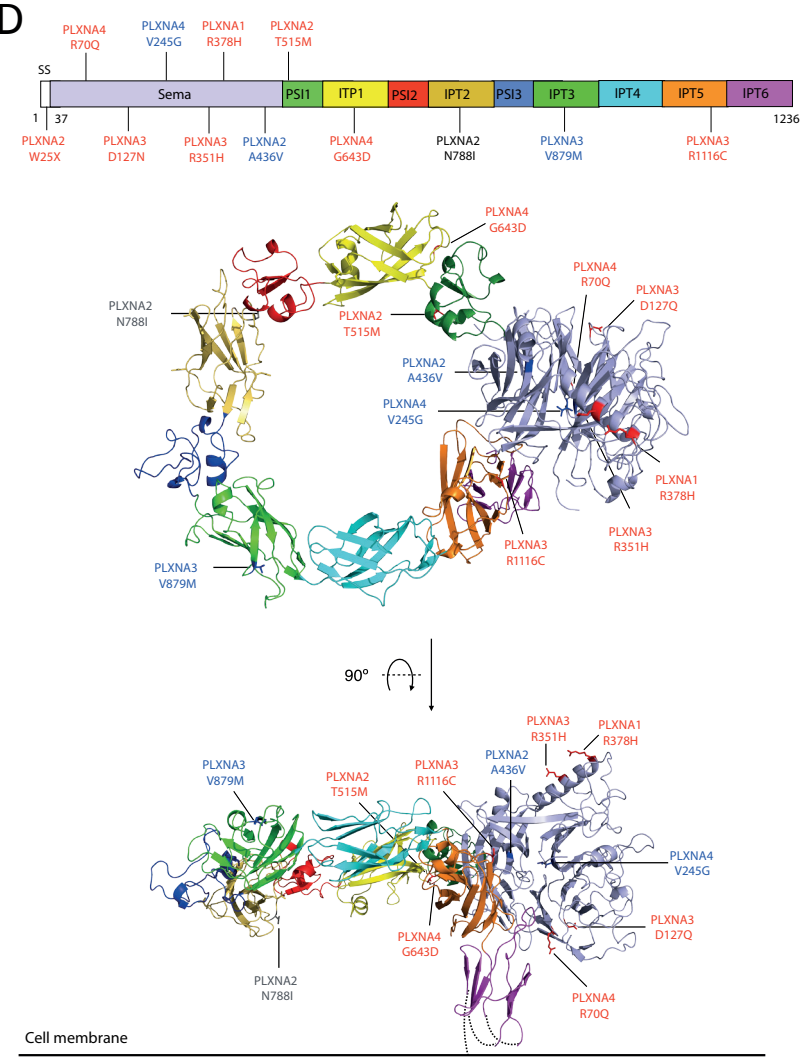 D
PLXNA4
R70Q
PLXNA4
V245G
PLXNA1
R378H
PLXNA2
T515M
SS
Sema
PSI1
ITP1
PSI2
IPT2
PSI3
IPT3
IPT4
IPT5
IPT6
1
37
1236
PLXNA2
W25X
PLXNA3
D127N
PLXNA3
R351H
PLXNA2
A436V
PLXNA4
G643D
PLXNA2
N788I
PLXNA3
V879M
PLXNA3
R1116C
PLXNA4
G643D
PLXNA4
R70Q
PLXNA3
D127Q
PLXNA2
N788I
PLXNA2
T515M
PLXNA2
A436V
PLXNA4
V245G
PLXNA1
R378H
PLXNA3
R351H
PLXNA3
R1116C
PLXNA3
V879M
90º
PLXNA3
R351H
PLXNA1
R378H
PLXNA3
V879M
PLXNA2
T515M
PLXNA3
R1116C
PLXNA2
A436V
PLXNA4
V245G
PLXNA3
D127Q
PLXNA4
G643D
PLXNA2
N788I
PLXNA4
R70Q
Cell membrane